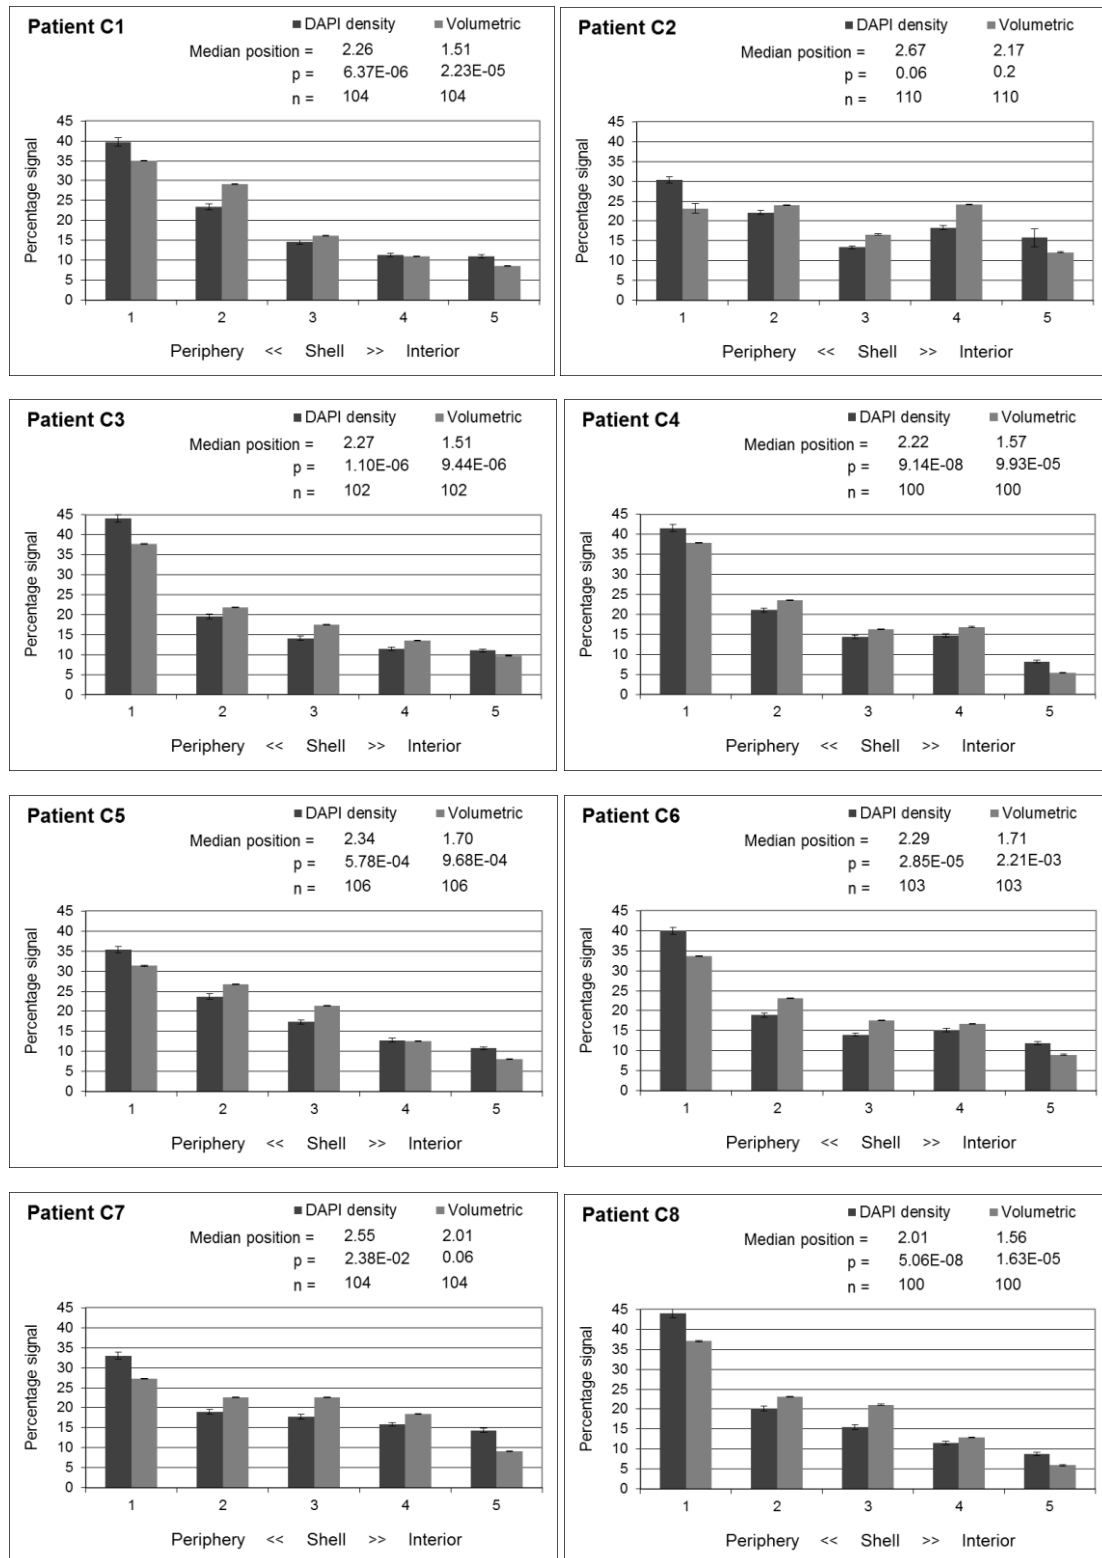 Patient C1
■ DAPI density ■ Volumetric
Median position = 2.26 1.51
p = 6.37E-06 2.23E-05
n = 104 104
Percentage signal
45
40
35
30
25
20
15
10
5
0
1 2 3 4 5
Periphery << Shell >> Interior
Patient C2
■ DAPI density ■ Volumetric
Median position = 2.67 2.17
p = 0.06 0.2
n = 110 110
Percentage signal
45
40
35
30
25
20
15
10
5
0
1 2 3 4 5
Periphery << Shell >> Interior
Patient C3
■ DAPI density ■ Volumetric
Median position = 2.27 1.51
p = 1.10E-06 9.44E-06
n = 102 102
Percentage signal
45
40
35
30
25
20
15
10
5
0
1 2 3 4 5
Periphery << Shell >> Interior
Patient C4
■ DAPI density ■ Volumetric
Median position = 2.22 1.57
p = 9.14E-08 9.93E-05
n = 100 100
Percentage signal
45
40
35
30
25
20
15
10
5
0
1 2 3 4 5
Periphery << Shell >> Interior
Patient C5
■ DAPI density ■ Volumetric
Median position = 2.34 1.70
p = 5.78E-04 9.68E-04
n = 106 106
Percentage signal
45
40
35
30
25
20
15
10
5
0
1 2 3 4 5
Periphery << Shell >> Interior
Patient C6
■ DAPI density ■ Volumetric
Median position = 2.29 1.71
p = 2.85E-05 2.21E-03
n = 103 103
Percentage signal
45
40
35
30
25
20
15
10
5
0
1 2 3 4 5
Periphery << Shell >> Interior
Patient C7
■ DAPI density ■ Volumetric
Median position = 2.55 2.01
p = 2.38E-02 0.06
n = 104 104
Percentage signal
45
40
35
30
25
20
15
10
5
0
1 2 3 4 5
Periphery << Shell >> Interior
Patient C8
■ DAPI density ■ Volumetric
Median position = 2.01 1.56
p = 5.06E-08 1.63E-05
n = 100 100
Percentage signal
45
40
35
30
25
20
15
10
5
0
1 2 3 4 5
Periphery << Shell >> Interior